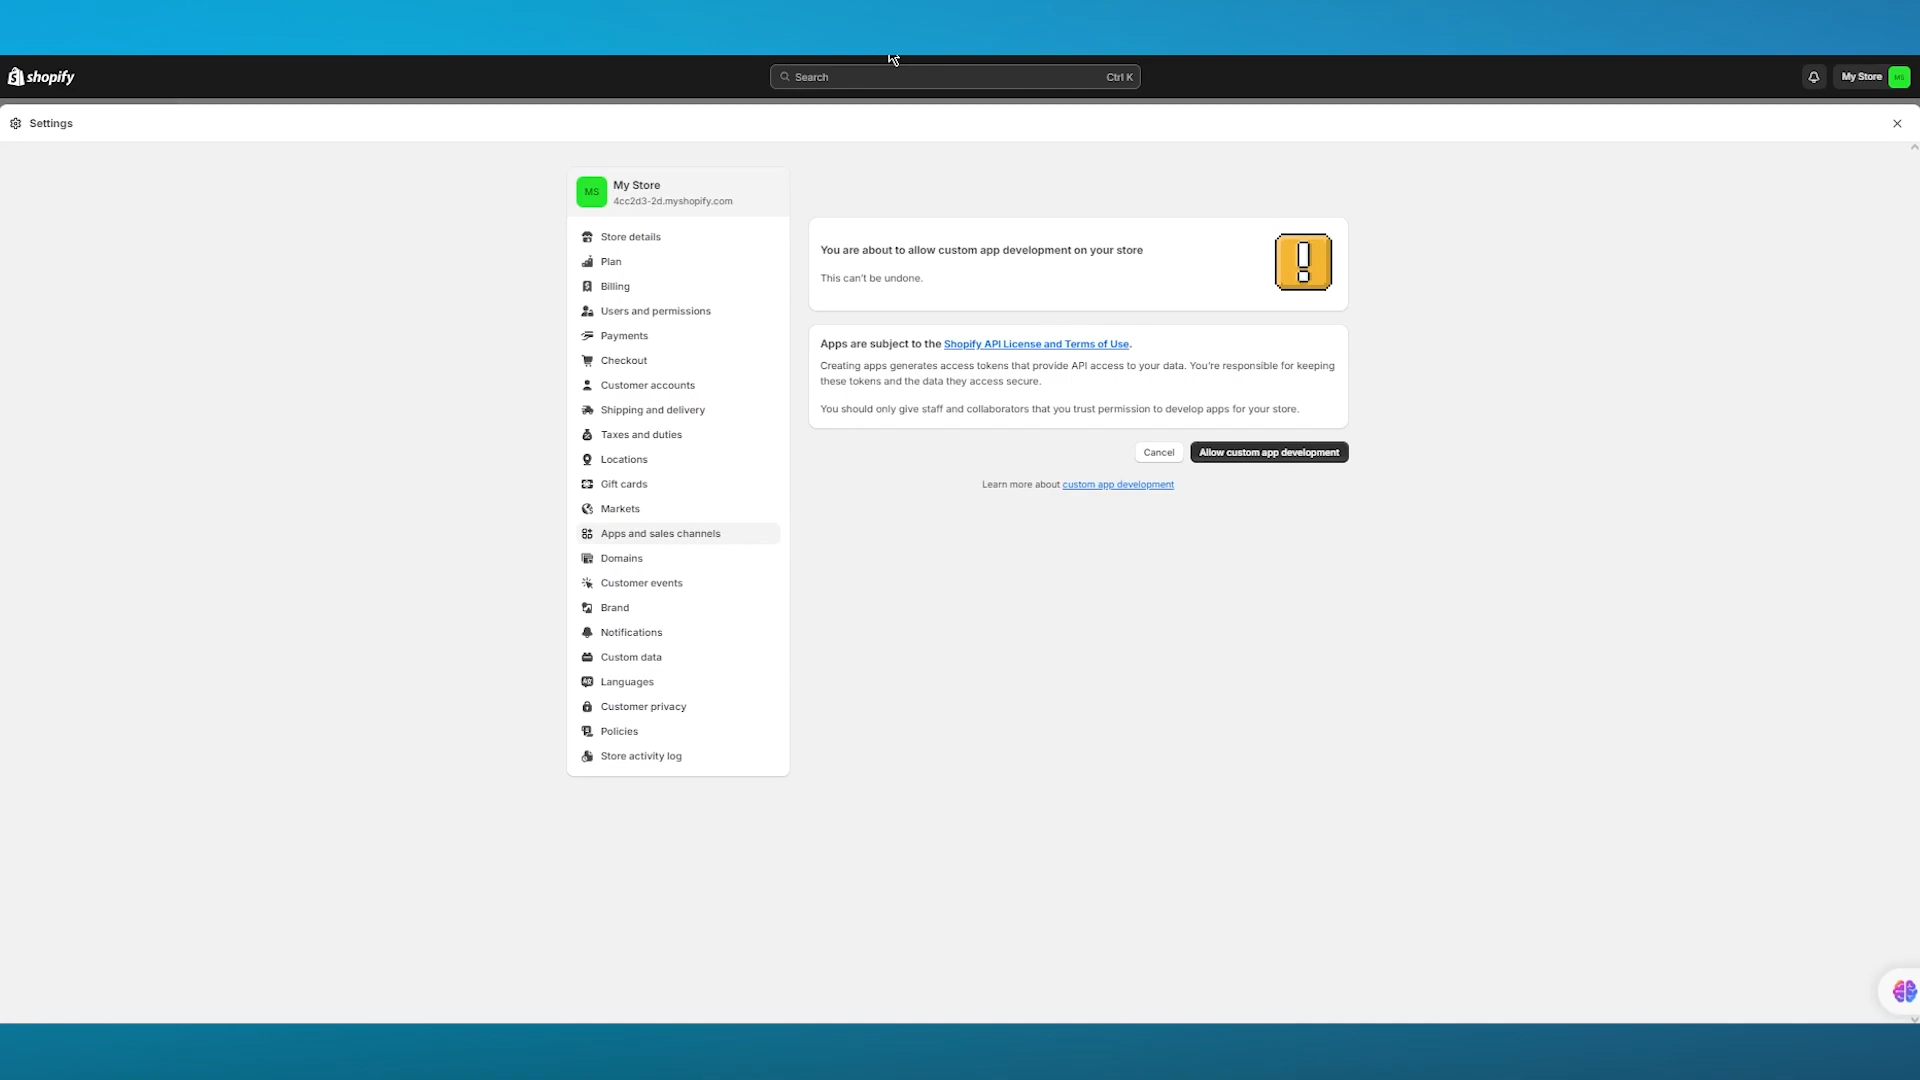 shopify
Search
Ctrl K
My Store
MS
Settings
MS
My Store
4cc2d3-2d.myshopify.com
Store details
Plan
Billing
Users and permissions
Payments
Checkout
Customer accounts
Shipping and delivery
Taxes and duties
Locations
Gift cards
Markets
Apps and sales channels
Domains
Customer events
Brand
Notifications
Custom data
Languages
Customer privacy
Policies
Store activity log
You are about to allow custom app development on your store
This can't be undone.
Apps are subject to the Shopify API License and Terms of Use.
Creating apps generates access tokens that provide API access to your data. You're responsible for keeping
these tokens and the data they access secure.
You should only give staff and collaborators that you trust permission to develop apps for your store.
Cancel
Allow custom app development
Learn more about custom app development